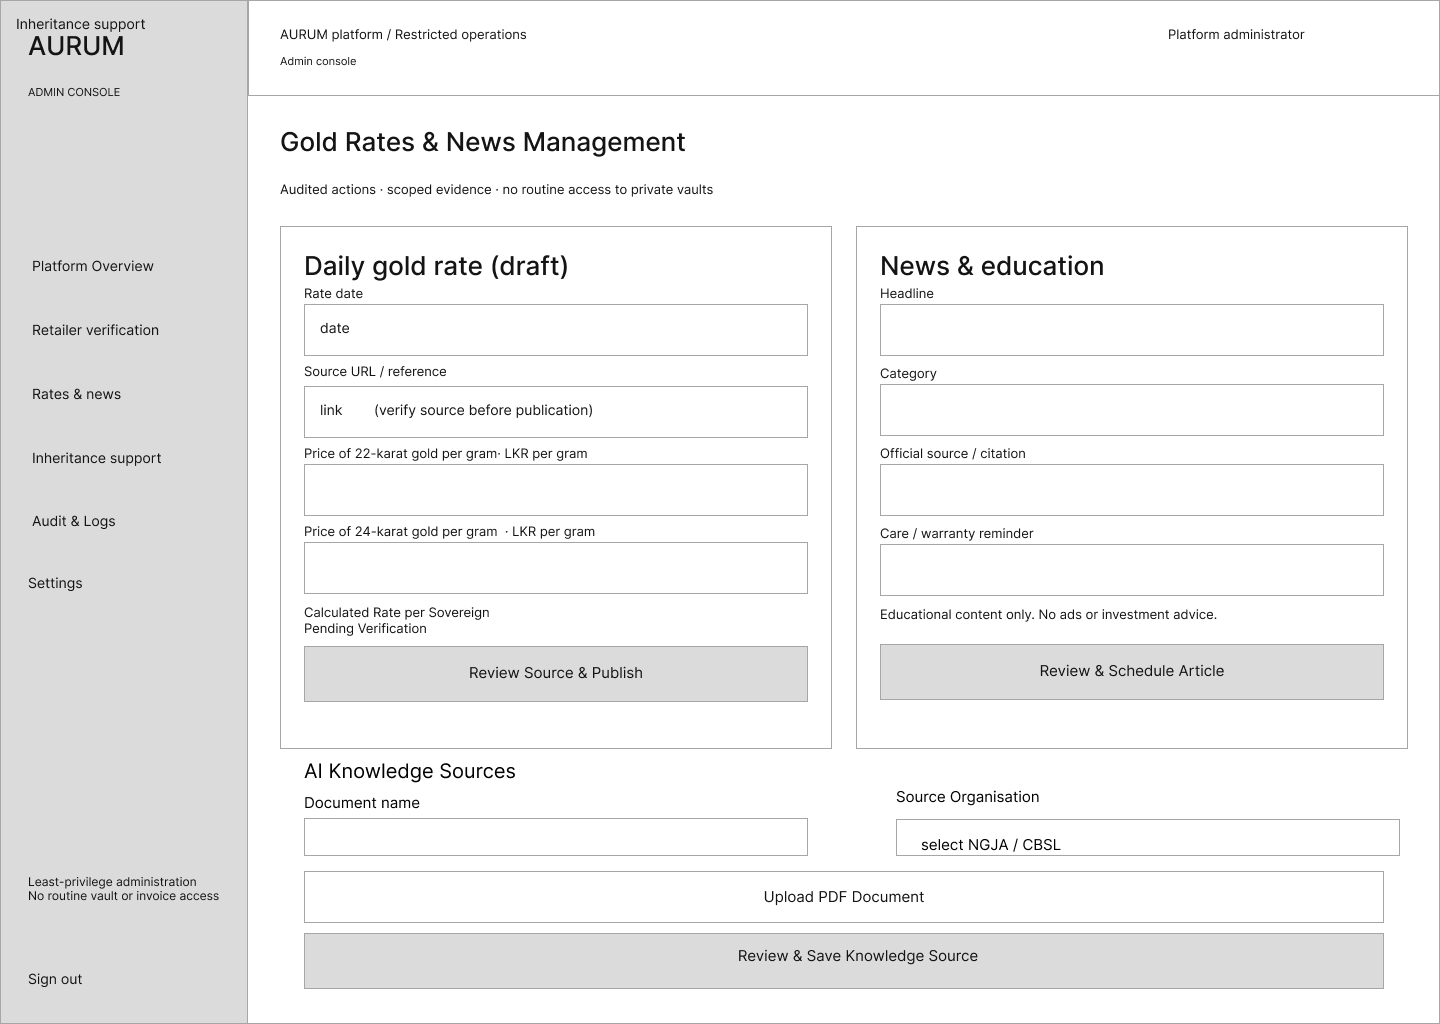 Inheritance support
AURUM
ADMIN CONSOLE
Platform Overview
Retailer verification
Rates & news
Inheritance support
Audit & Logs
Settings
Least-privilege administration
No routine vault or invoice access
Sign out
AURUM platform / Restricted operations
Platform administrator
Admin console
Gold Rates & News Management
Audited actions · scoped evidence · no routine access to private vaults
Daily gold rate (draft)
Rate date
date
Source URL / reference
link (verify source before publication)
Price of 22-karat gold per gram· LKR per gram
Price of 24-karat gold per gram · LKR per gram
Calculated Rate per Sovereign
Pending Verification
Review Source & Publish
News & education
Headline
Category
Official source / citation
Care / warranty reminder
Educational content only. No ads or investment advice.
Review & Schedule Article
AI Knowledge Sources
Document name
Source Organisation
select NGJA / CBSL
Upload PDF Document
Review & Save Knowledge Source